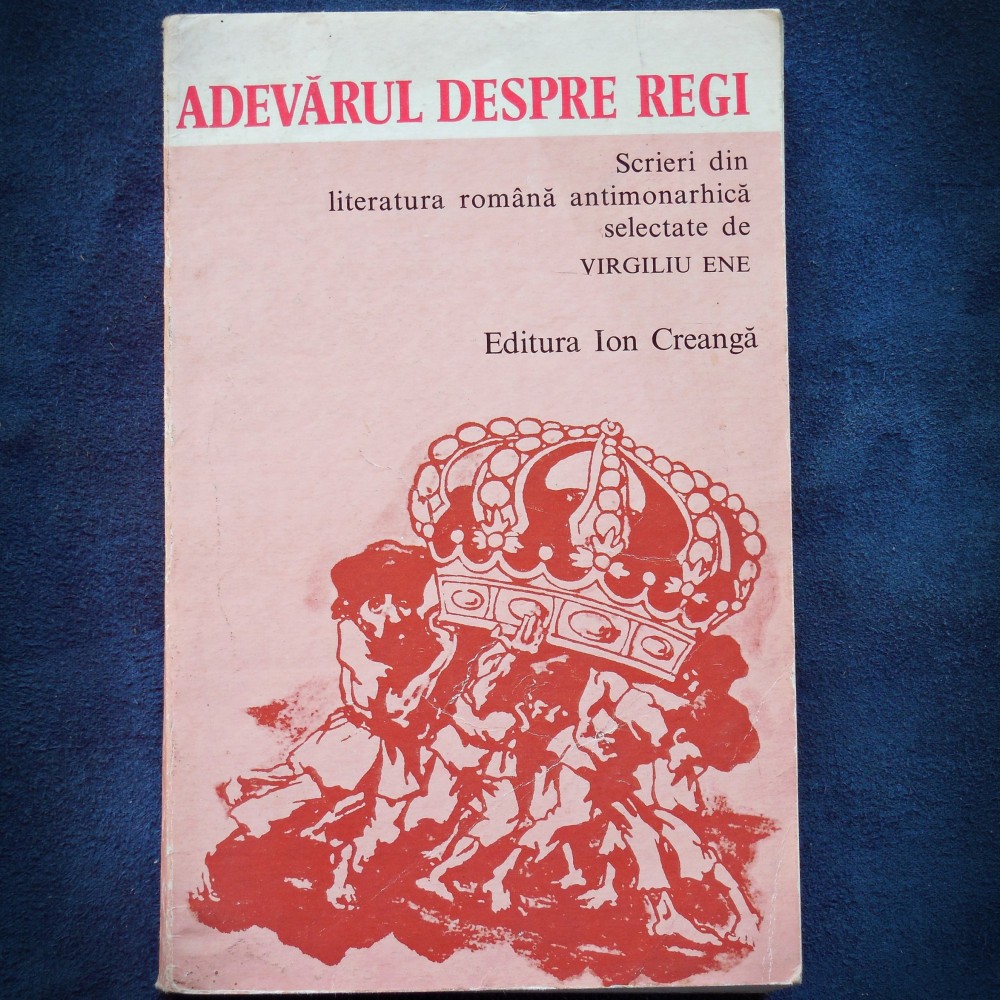 ADEVĂRUL DESPRE REGI
Scrieri din
literatura română antimonarhică
selectate de
VIRGILIU ENE
Editura Ion Creangă